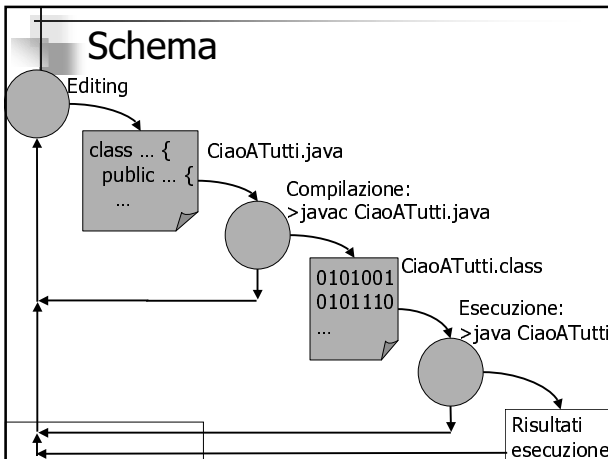 Schema
Editing
class ... {
public ... {
...
CiaoATutti.java
Compilazione:
>javac CiaoATutti.java
0101001
0101110
...
CiaoATutti.class
Esecuzione:
>java CiaoATutti
Risultati
esecuzione